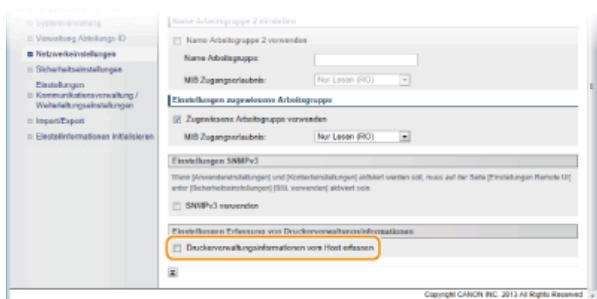 Systemverwaltung
Verwaltung Abteilungs-ID
Netzwerkeinstellungen
Sicherheitseinstellungen
Einstellungen
Kommunikationsverwaltung /
Weiterleitungseinstellungen
Import/Export
Einstellinformationen initialisieren
Name Arbeitsgruppe 2 einstellen
Name Arbeitsgruppe 2 verwenden
Name Arbeitsgruppe:
MIB Zugangserlaubnis: Nur Lesen (RO)
Einstellungen zugewiesene Arbeitsgruppe
Zugewiesene Arbeitsgruppe verwenden
MIB Zugangserlaubnis: Nur Lesen (RO)
Einstellungen SNMPv3
Wenn [Anwendereinstellungen] und [Kontexteinstellungen] aktiviert werden soll, muss auf der Seite [Einstellungen Remote UI]
unter [Sicherheitseinstellungen] [SSL verwenden] aktiviert sein.
SNMPv3 verwenden
Einstellungen Erfassung von Druckerverwaltungsinformationen
Druckerverwaltungsinformationen vom Host erfassen
Copyright CANON INC. 2013 All Rights Reserved